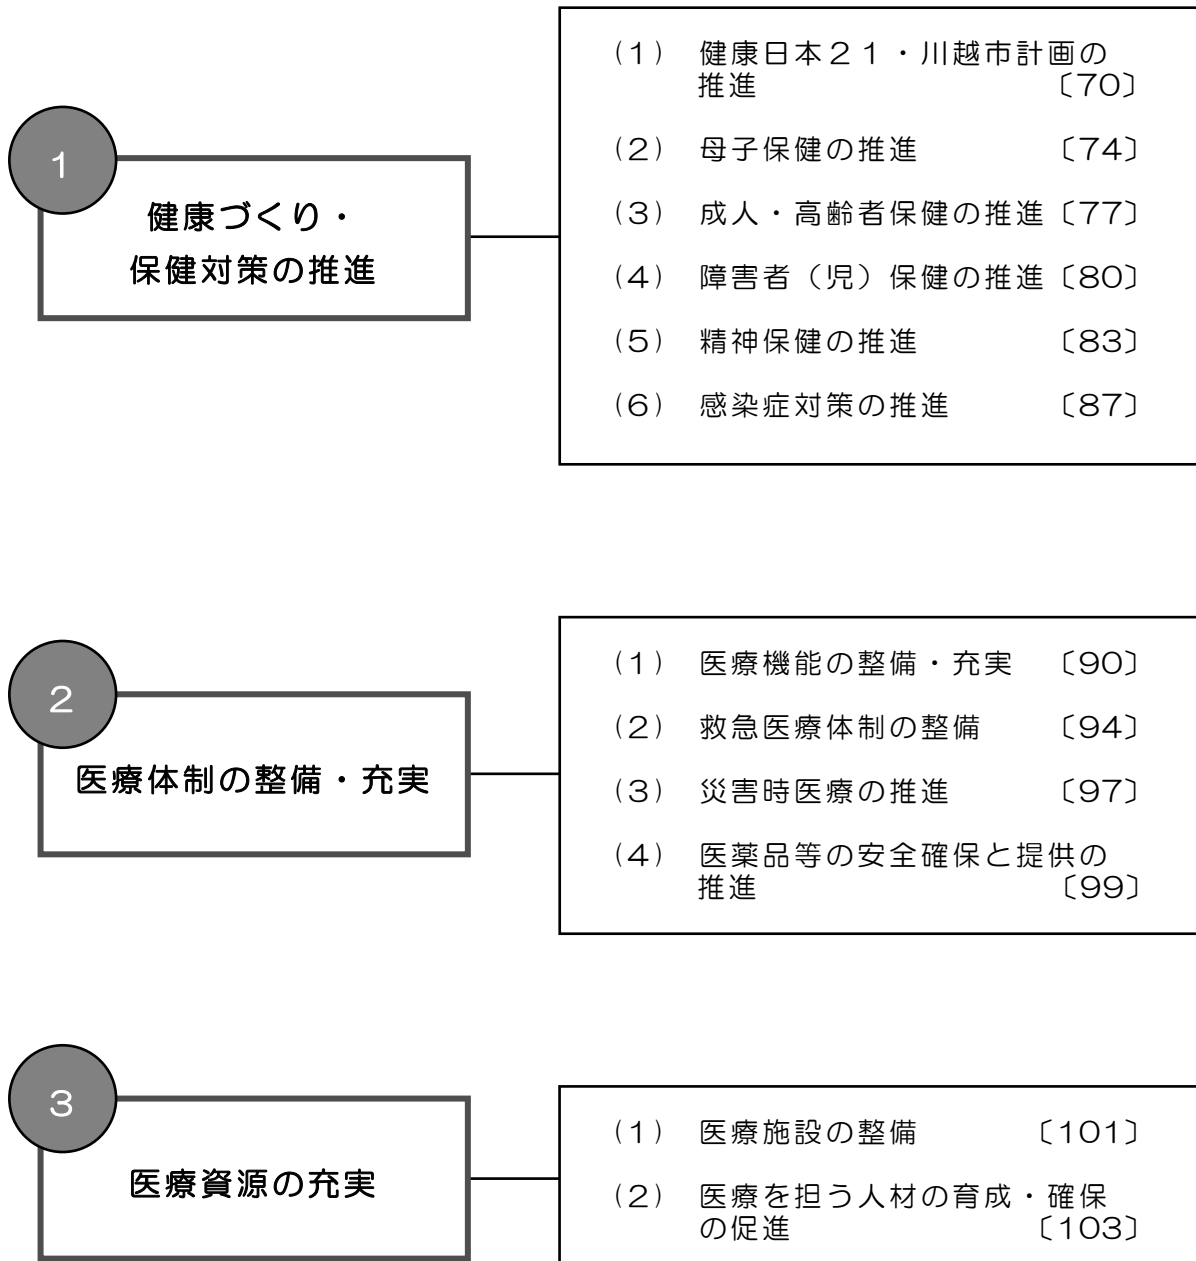 1
健康づくり・
保健対策の推進
(1) 健康日本２１・川越市計画の
推進 〔70〕
(2) 母子保健の推進 〔74〕
(3) 成人・高齢者保健の推進〔77〕
(4) 障害者（児）保健の推進〔80〕
(5) 精神保健の推進 〔83〕
(6) 感染症対策の推進 〔87〕
2
医療体制の整備・充実
(1) 医療機能の整備・充実 〔90〕
(2) 救急医療体制の整備 〔94〕
(3) 災害時医療の推進 〔97〕
(4) 医薬品等の安全確保と提供の
推進 〔99〕
3
医療資源の充実
(1) 医療施設の整備 〔101〕
(2) 医療を担う人材の育成・確保
の促進 〔103〕